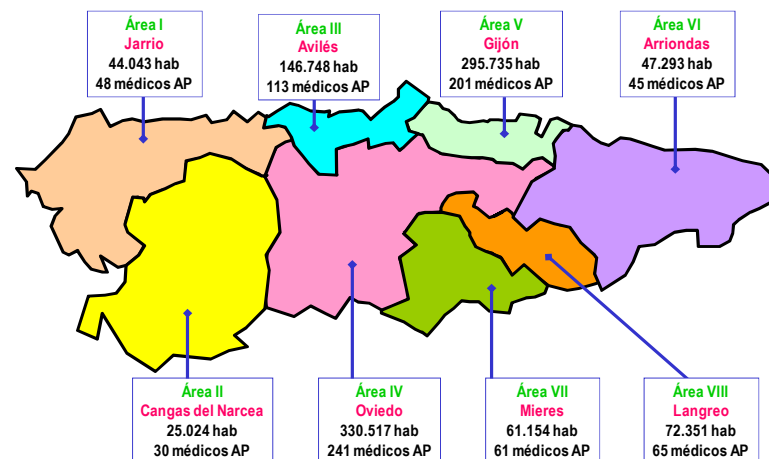 Área I
Jarrio
44.043 hab
48 médicos AP
Área III
Avilés
146.748 hab
113 médicos AP
Área V
Gijón
295.735 hab
201 médicos AP
Área VI
Arriondas
47.293 hab
45 médicos AP
Área II
Cangas del Narcea
25.024 hab
30 médicos AP
Área IV
Oviedo
330.517 hab
241 médicos AP
Área VII
Mieres
61.154 hab
61 médicos AP
Área VIII
Langreo
72.351 hab
65 médicos AP